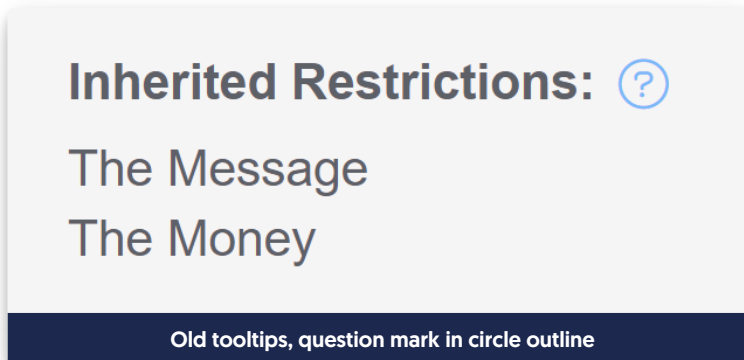 Inherited Restrictions: ?
The Message
The Money
Old tooltips, question mark in circle outline